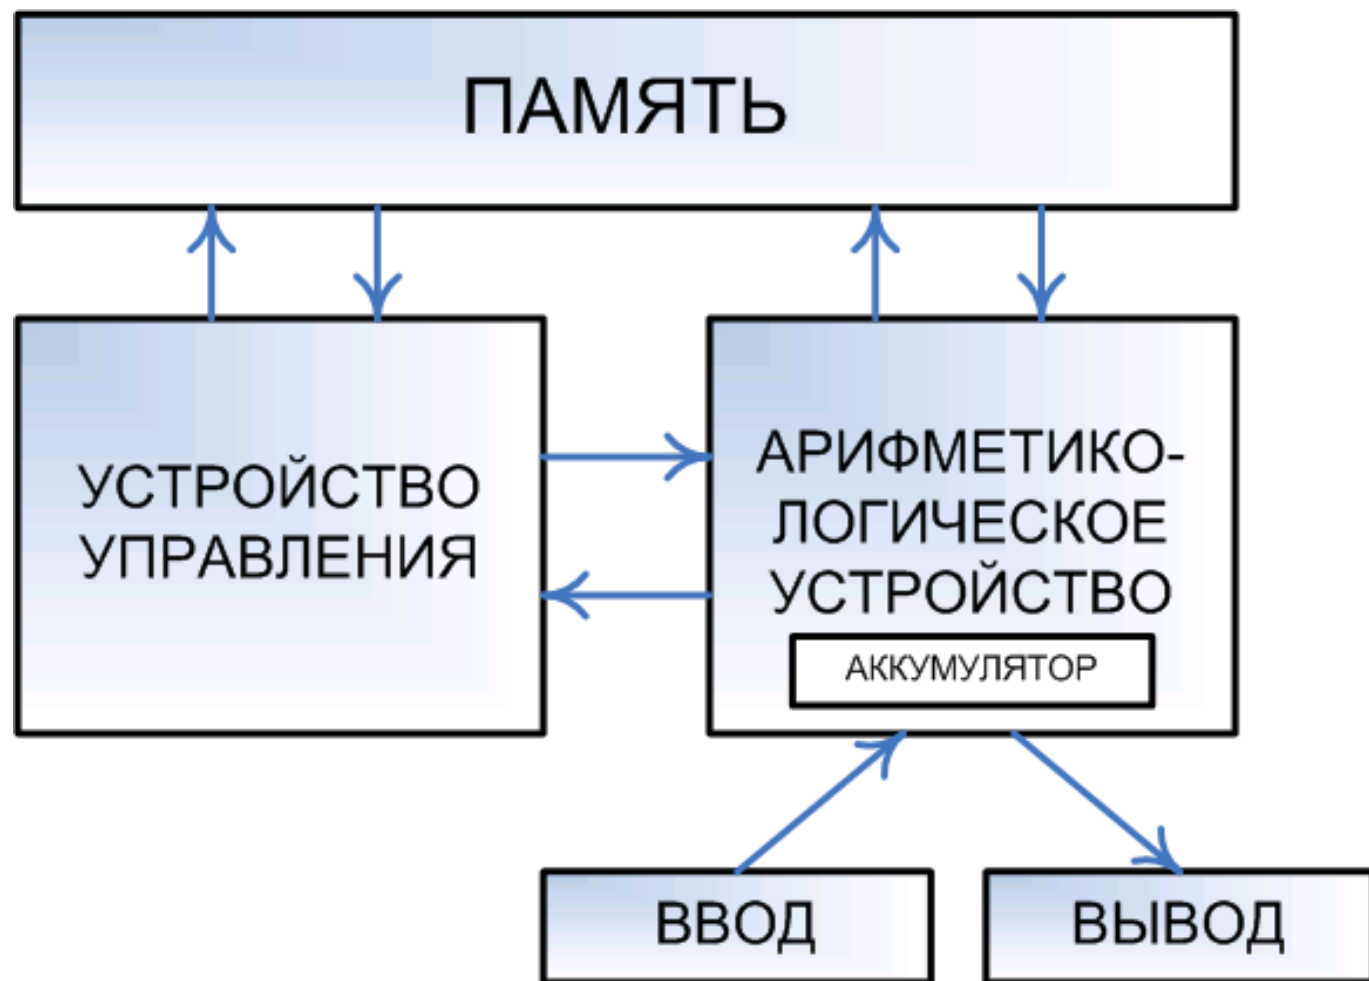 ПАМЯТЬ
УСТРОЙСТВО
УПРАВЛЕНИЯ
АРИФМЕТИКО-
ЛОГИЧЕСКОЕ
УСТРОЙСТВО
АККУМУЛЯТОР
ВВОД
ВЫВОД